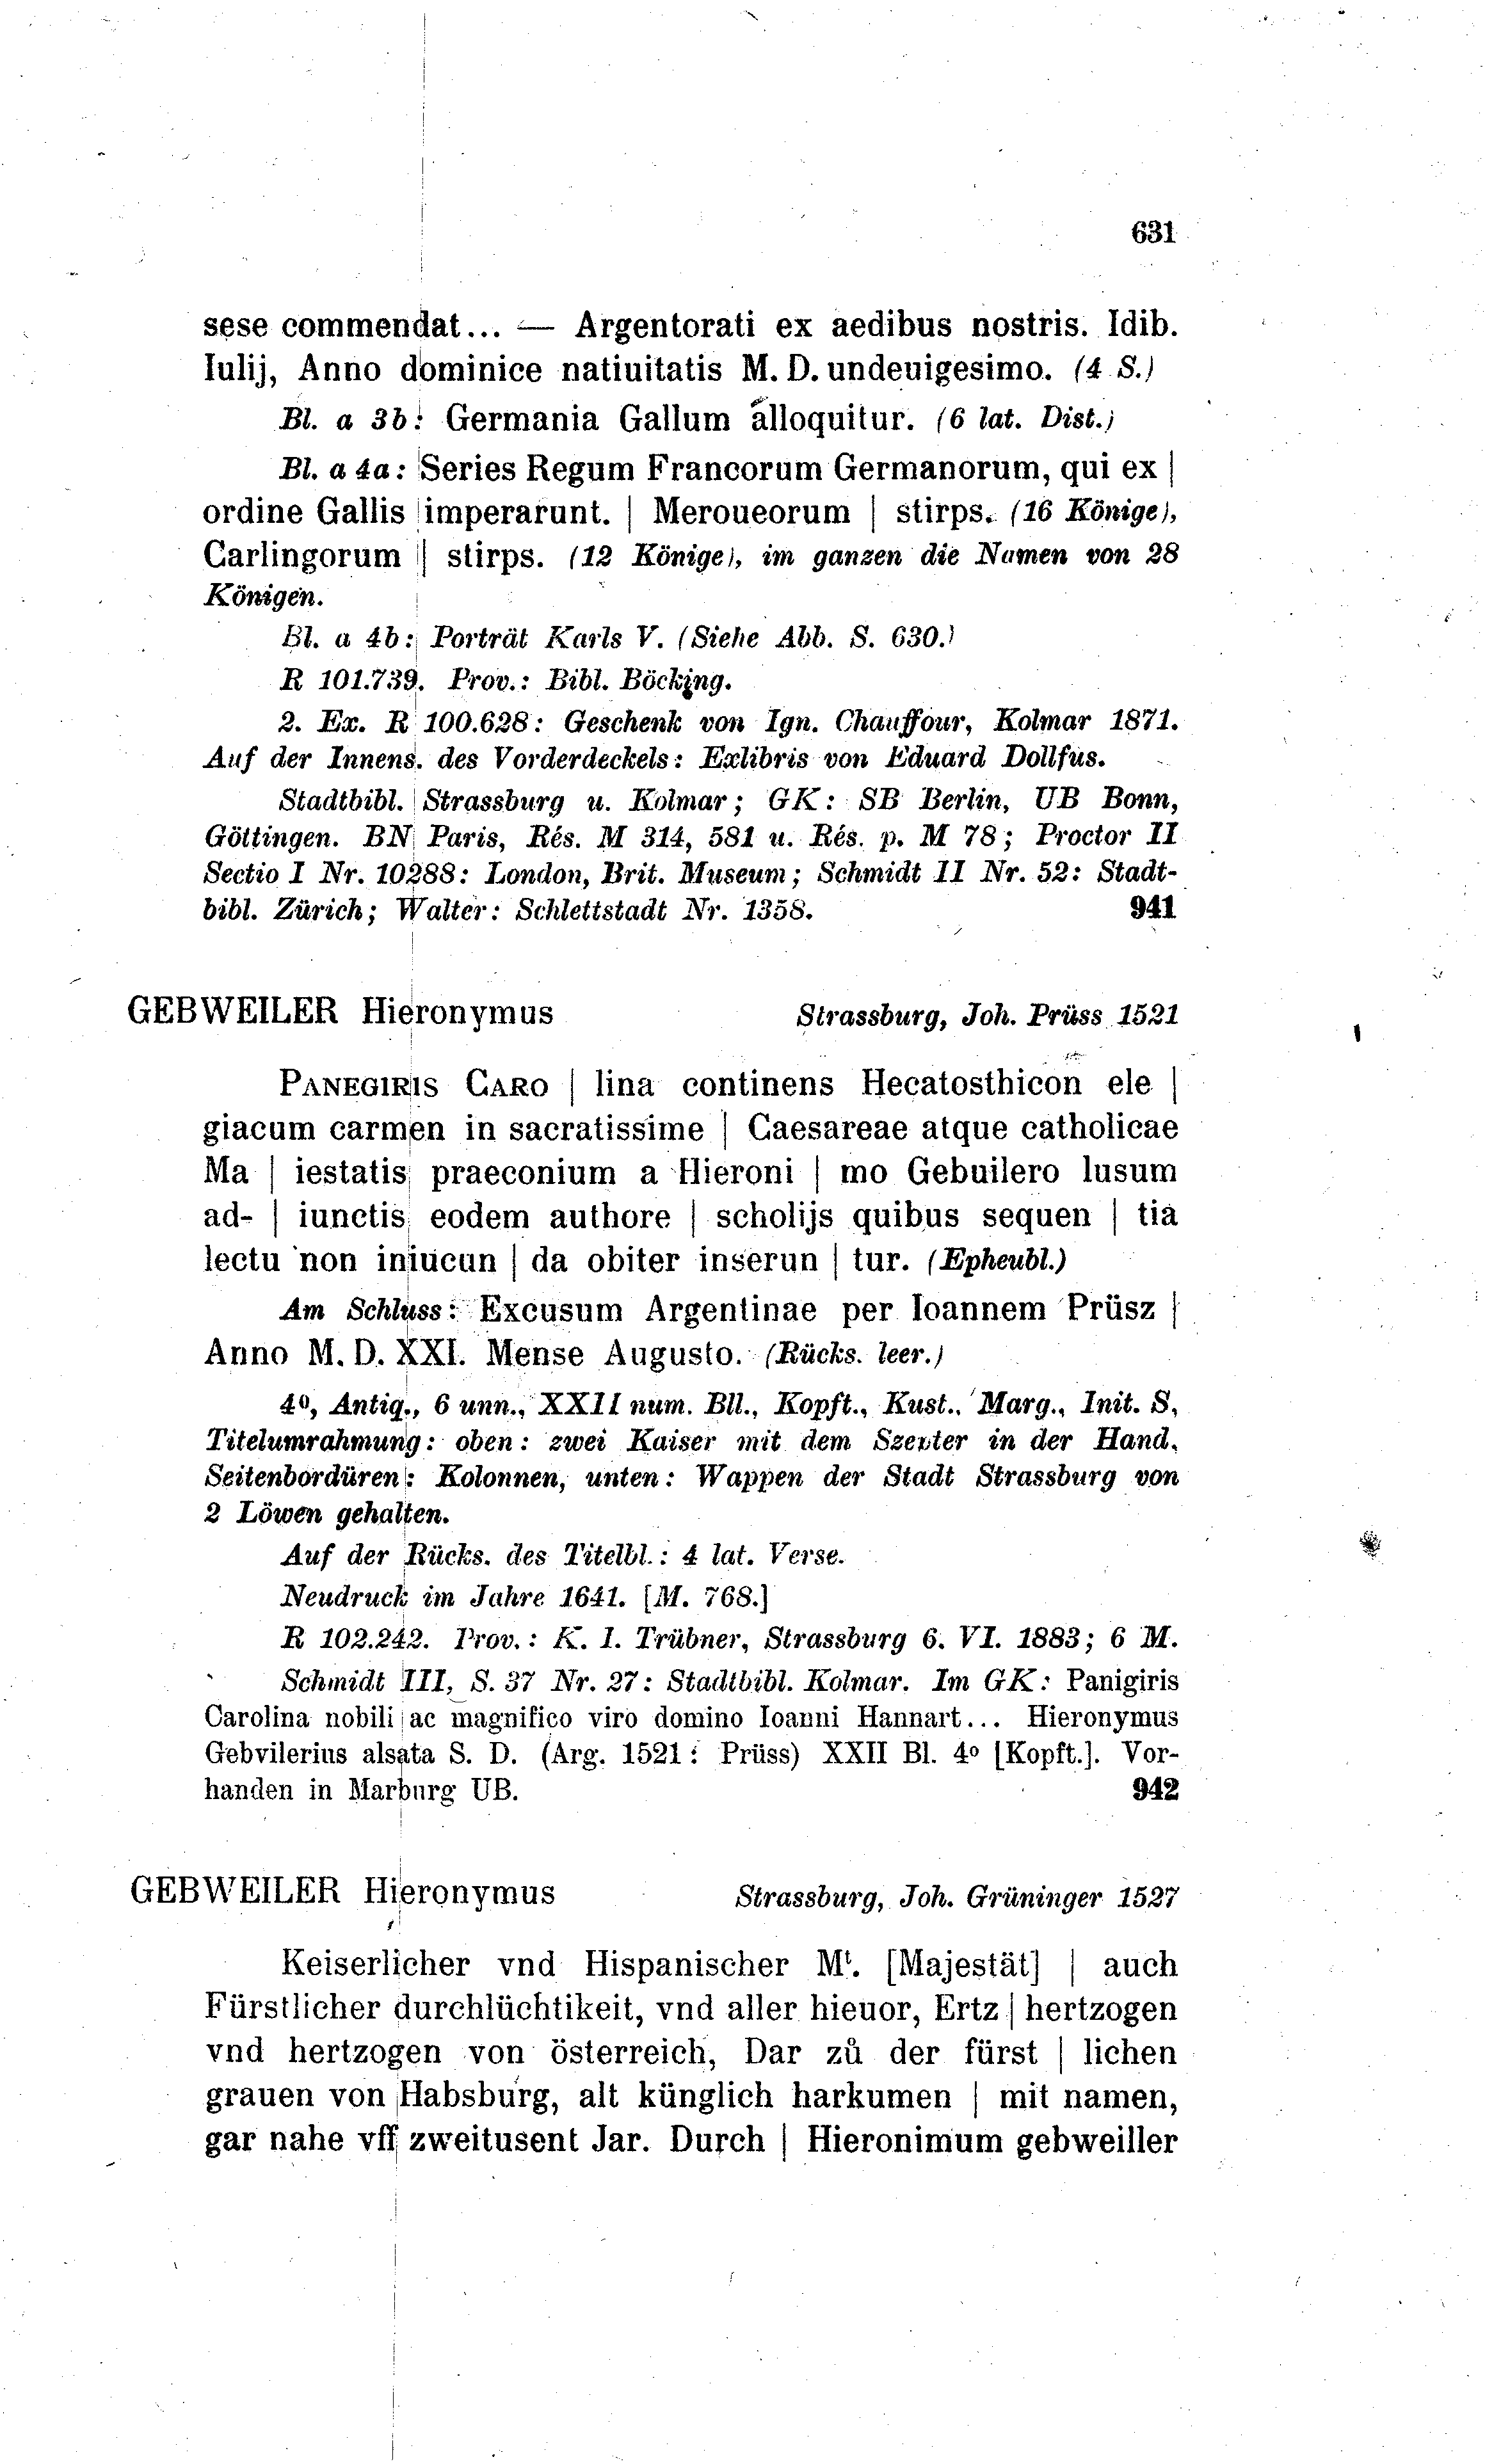 631
sese commendat... — Argentorati ex aedibus nostris. Idib.
Iulij, Anno dominice natiuitatis M. D. undeuigesimo. (4 S.)
Bl. a 3b: Germania Gallum alloquitur. (6 lat. Dist.)
Bl. a 4a: Series Regum Francorum Germanorum, qui ex |
ordine Gallis imperarunt. | Meroueorum | stirps. (16 Könige),
Carlingorum | stirps. (12 Könige), im ganzen die Namen von 28
Königen.
Bl. a 4b: Porträt Karls V. (Siehe Abb. S. 630.)
R 101.739. Prov.: Bibl. Böcking.
2. Ex. R 100.628: Geschenk von Ign. Chauffour, Kolmar 1871.
Auf der Innens. des Vorderdeckels: Exlibris von Eduard Dollfus.
Stadtbibl. Strassburg u. Kolmar; GK: SB Berlin, UB Bonn,
Göttingen. BN Paris, Rés. M 314, 581 u. Rés. p. M 78; Proctor II
Sectio I Nr. 10288: London, Brit. Museum; Schmidt II Nr. 52: Stadt-
bibl. Zürich; Walter: Schlettstadt Nr. 1358. 941
GEBWEILER Hieronymus Strassburg, Joh. Prüss 1521
PANEGIRIS CARO | lina continens Hecatosthicon ele |
giacum carmen in sacratissime | Caesareae atque catholicae
Ma | iestatis praeconium a Hieroni | mo Gebuilero lusum
ad- | iunctis eodem authore | scholijs quibus sequen | tia
lectu non iniucun | da obiter inserun | tur. (Epheubl.)
Am Schluss: Excusum Argentinae per Ioannem Prüsz |
Anno M. D. XXI. Mense Augusto. (Rücks. leer.)
4º, Antiq., 6 unn., XXII num. Bll., Kopft., Kust., Marg., Init. S,
Titelumrahmung: oben: zwei Kaiser mit dem Szepter in der Hand,
Seitenbordüren: Kolonnen, unten: Wappen der Stadt Strassburg von
2 Löwen gehalten.
Auf der Rücks. des Titelbl.: 4 lat. Verse.
Neudruck im Jahre 1641. [M. 768.]
R 102.242. Prov.: K. I. Trübner, Strassburg 6. VI. 1883; 6 M.
Schmidt III, S. 37 Nr. 27: Stadtbibl. Kolmar. Im GK: Panigiris
Carolina nobili ac magnifico viro domino Ioanni Hannart... Hieronymus
Gebvilerius alsata S. D. (Arg. 1521: Prüss) XXII Bl. 4º [Kopft.]. Vor-
handen in Marburg UB. 942
GEBWEILER Hieronymus Strassburg, Joh. Grüninger 1527
Keiserlicher vnd Hispanischer Mᵗ. [Majestät] | auch
Fürstlicher durchlüchtikeit, vnd aller hieuor, Ertz | hertzogen
vnd hertzogen von österreich, Dar zů der fürst | lichen
grauen von Habsburg, alt künglich harkumen | mit namen,
gar nahe vff zweitusent Jar. Durch | Hieronimum gebweiller